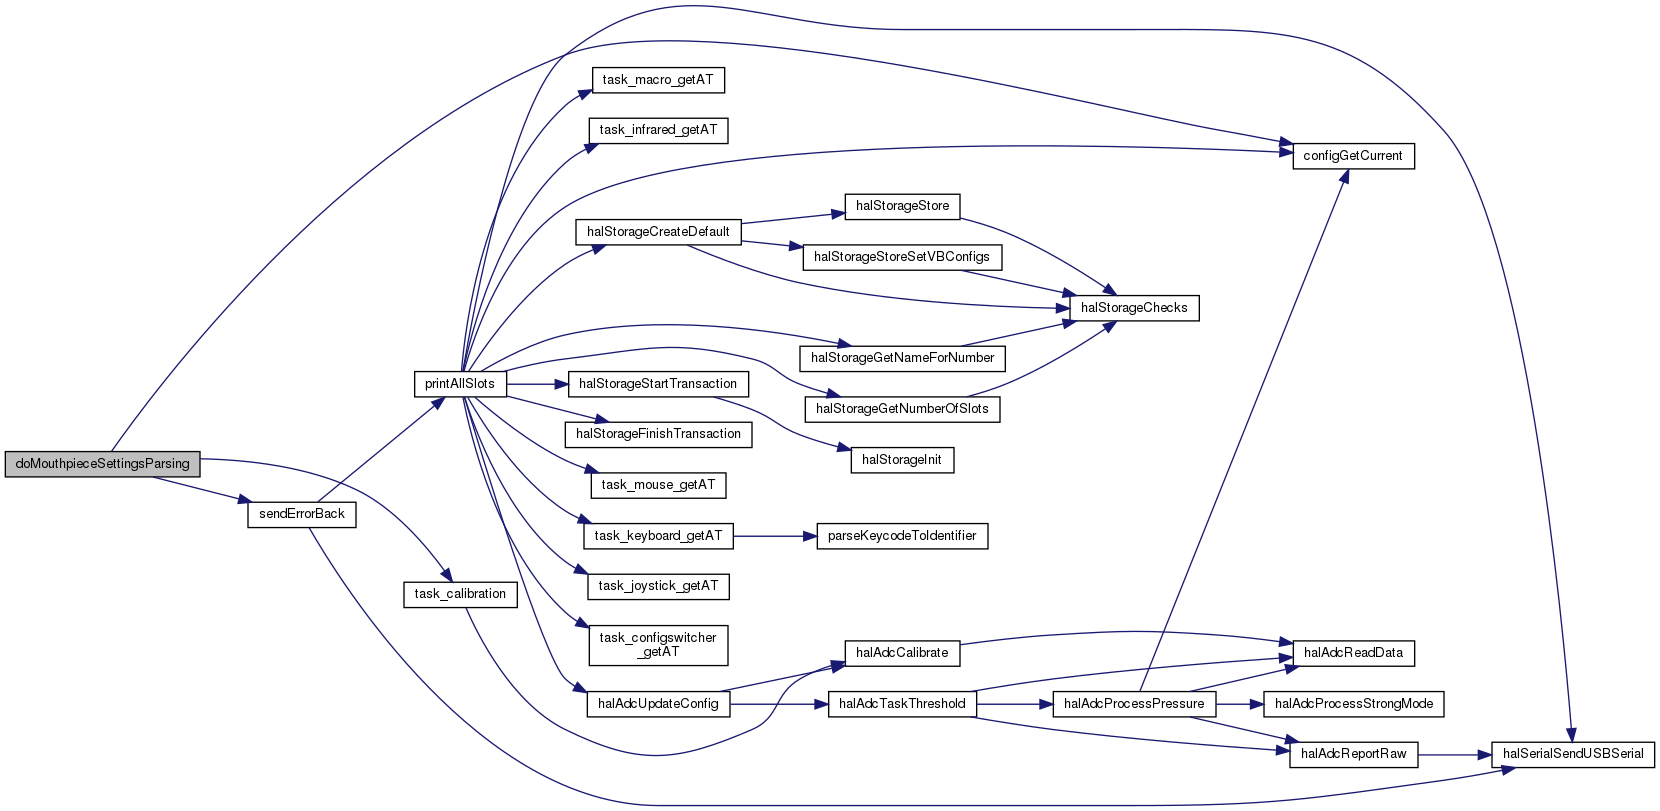 task_macro_getAT
task_infrared_getAT
configGetCurrent
halStorageStore
halStorageCreateDefault
halStorageStoreSetVBConfigs
halStorageChecks
halStorageGetNameForNumber
printAllSlots
halStorageStartTransaction
halStorageGetNumberOfSlots
halStorageFinishTransaction
halStorageInit
doMouthpieceSettingsParsing
task_mouse_getAT
sendErrorBack
task_keyboard_getAT
parseKeycodeToIdentifier
task_joystick_getAT
task_calibration
task_configswitcher
_getAT
halAdcCalibrate
halAdcReadData
halAdcUpdateConfig
halAdcTaskThreshold
halAdcProcessPressure
halAdcProcessStrongMode
halAdcReportRaw
halSerialSendUSBSerial